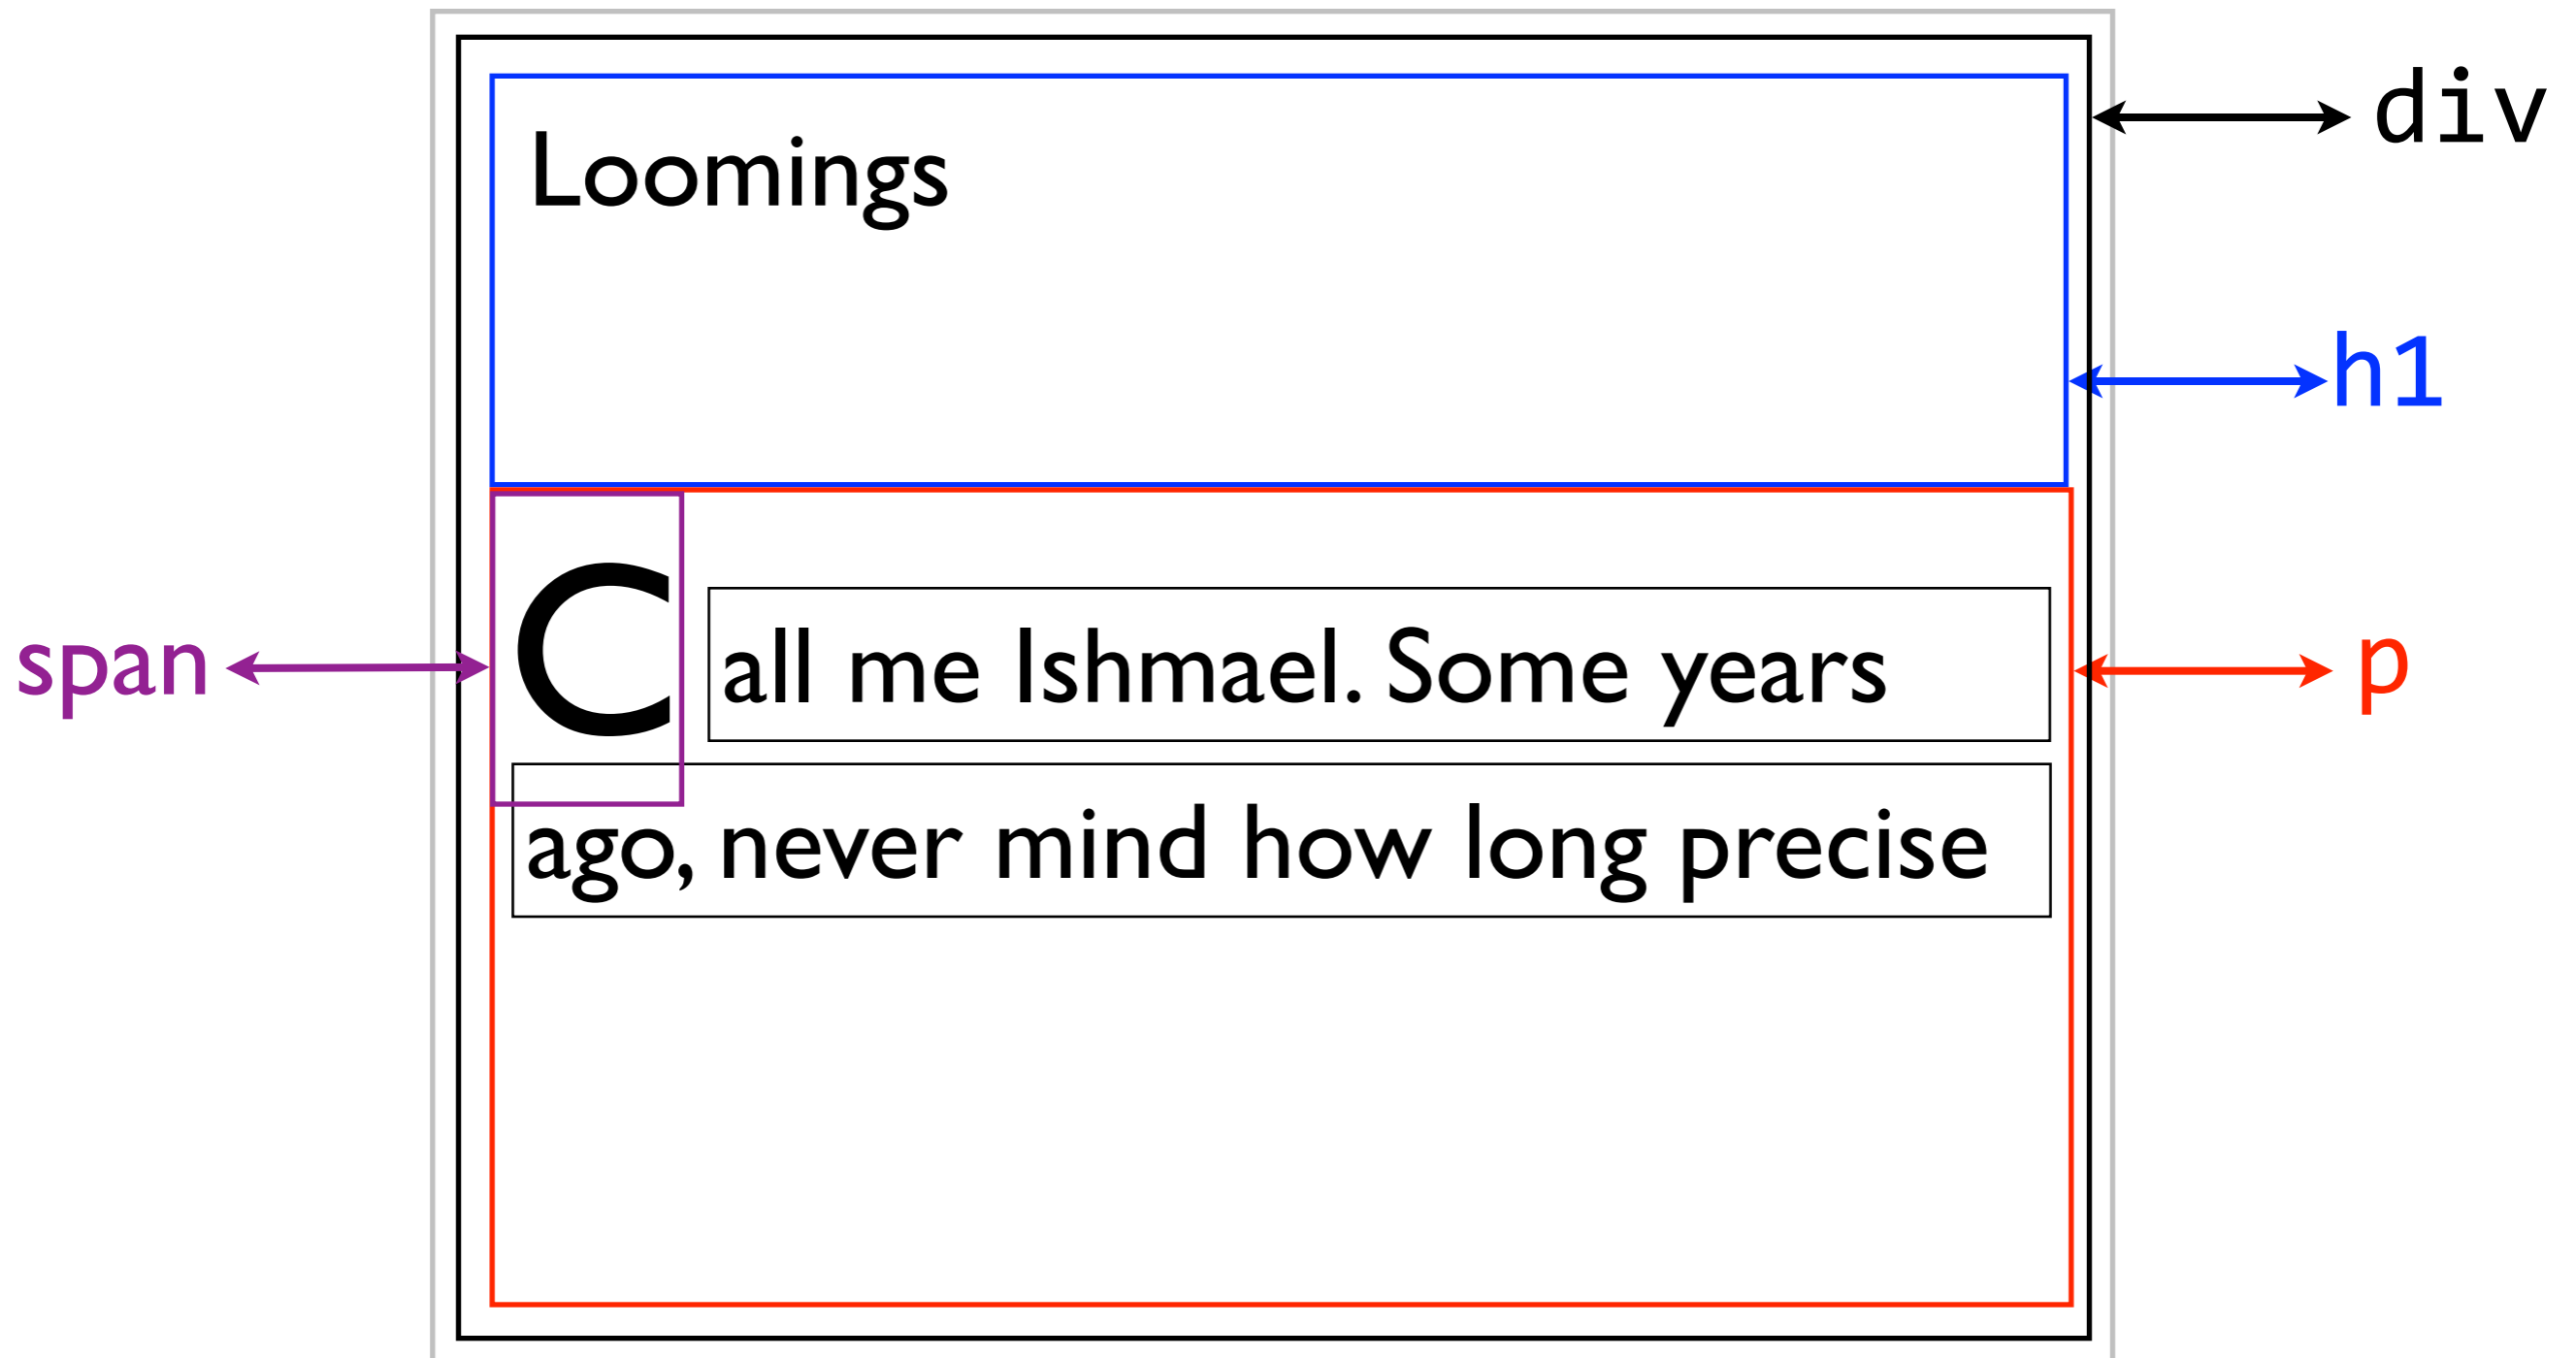 div
Loomings
h1
span
C all me Ishmael. Some years
p
ago, never mind how long precise